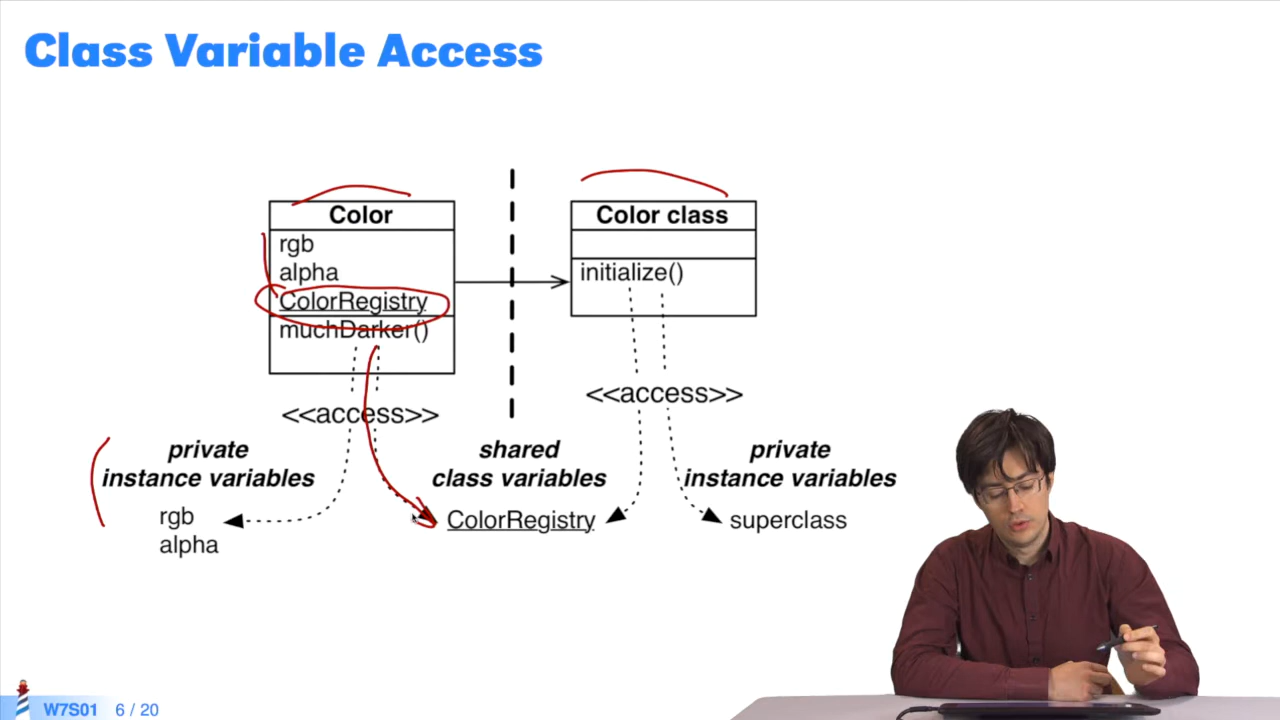 Class Variable Access
Color
rgb
alpha
ColorRegistry
muchDarker()
Color class
initialize()
<<access>>
<<access>>
private
instance variables
rgb
alpha
shared
class variables
ColorRegistry
private
instance variables
superclass
W7S01 6 / 20